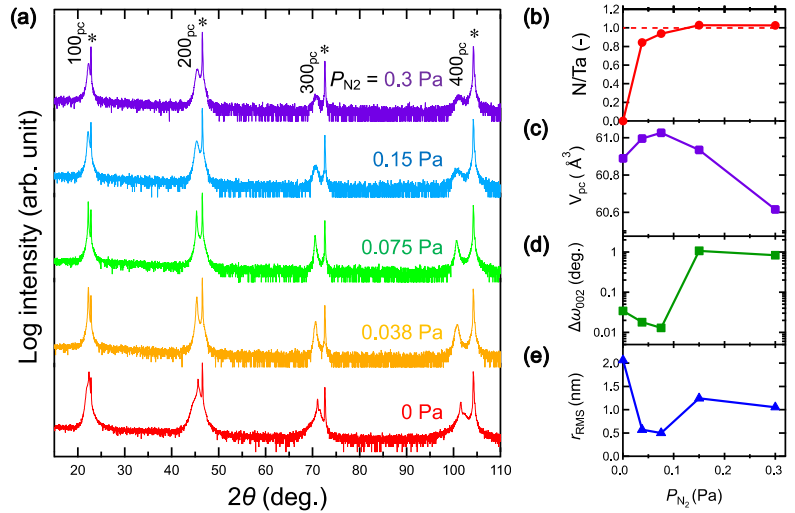 (a)
100pc
*
200pc
*
300pc
*
400pc
*
PN2 = 0.3 Pa
0.15 Pa
0.075 Pa
0.038 Pa
0 Pa
Log intensity (arb. unit)
20 30 40 50 60 70 80 90 100 110
2θ (deg.)
(b)
N/Ta (-)
1.2
1.0
0.8
0.6
0.4
0.2
0.0
(c)
Vpc (Å3)
61.0
60.8
60.6
(d)
Δω002 (deg.)
1
0.1
0.01
(e)
rRMS (nm)
2.0
1.5
1.0
0.5
0.0
0.0 0.1 0.2 0.3
PN2 (Pa)